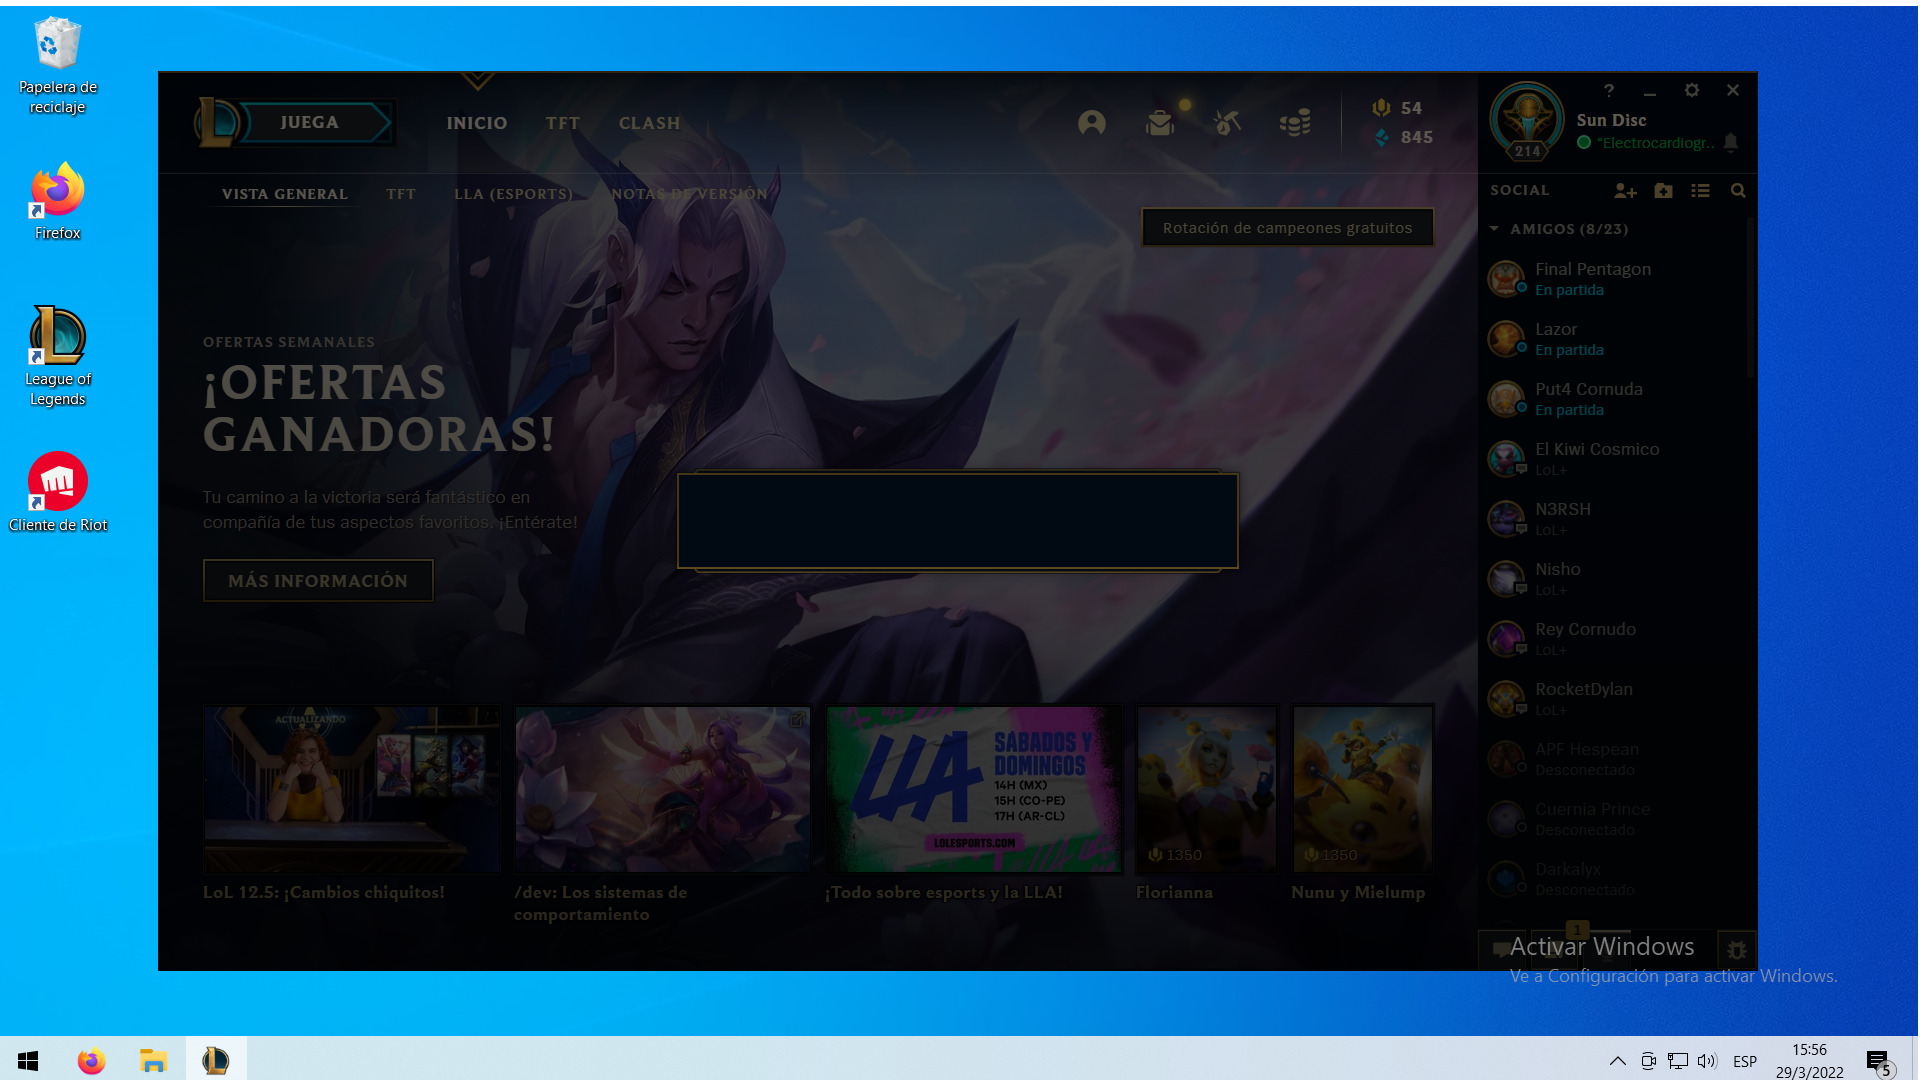 Papelera de
reciclaje
Firefox
League of
Legends
Cliente de Riot
JUEGA
INICIO
TFT
CLASH
54
845
214
Sun Disc
"Electrocardiogr..
VISTA GENERAL
TFT
LLA (ESPORTS)
NOTAS DE VERSIÓN
Rotación de campeones gratuitos
OFERTAS SEMANALES
¡OFERTAS
GANADORAS!
Tu camino a la victoria será fantástico en
compañía de tus aspectos favoritos. ¡Entérate!
MÁS INFORMACIÓN
ACTUALIZANDO
SÁBADOS Y
DOMINGOS
14H (MX)
15H (CO-PE)
17H (AR-CL)
LLA
LOLESPORTS.COM
1350
1350
LoL 12.5: ¡Cambios chiquitos!
/dev: Los sistemas de
comportamiento
¡Todo sobre esports y la LLA!
Florianna
Nunu y Mielump
SOCIAL
AMIGOS (8/23)
Final Pentagon
En partida
Lazor
En partida
Put4 Cornuda
En partida
El Kiwi Cosmico
LoL+
N3RSH
LoL+
Nisho
LoL+
Rey Cornudo
LoL+
RocketDylan
LoL+
APF Hespean
Desconectado
Cuernia Prince
Desconectado
Darkalyx
Desconectado
1
Activar Windows
Ve a Configuración para activar Windows.
ESP
15:56
29/3/2022
5